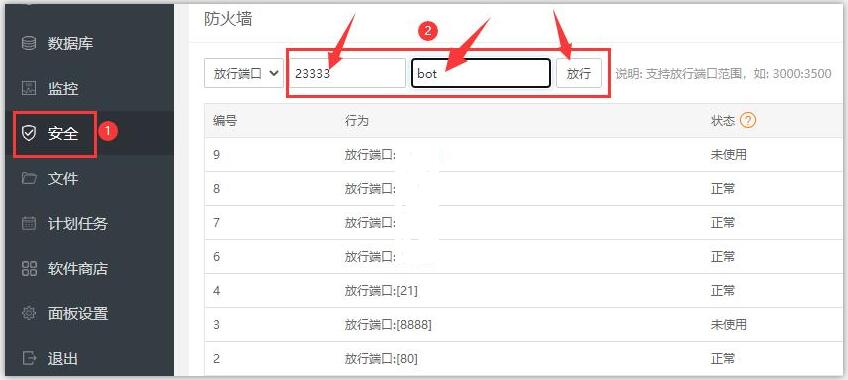 数据库
监控
安全
1
文件
计划任务
软件商店
面板设置
退出
防火墙
2
放行端口 23333 bot 放行 说明: 支持放行端口范围，如: 3000:3500
编号 行为 状态 ?
9 放行端口: 未使用
8 放行端口: 正常
7 放行端口: 正常
6 放行端口: 正常
4 放行端口:[21] 正常
3 放行端口:[8888] 未使用
2 放行端口:[80] 正常